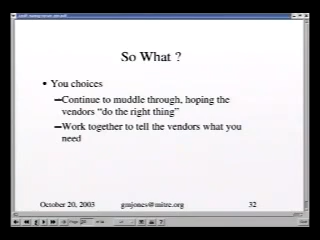 So What ?
• You choices
–Continue to muddle through, hoping the
vendors "do the right thing"
–Work together to tell the vendors what you
need
October 20, 2003 gmjones@mitre.org 32